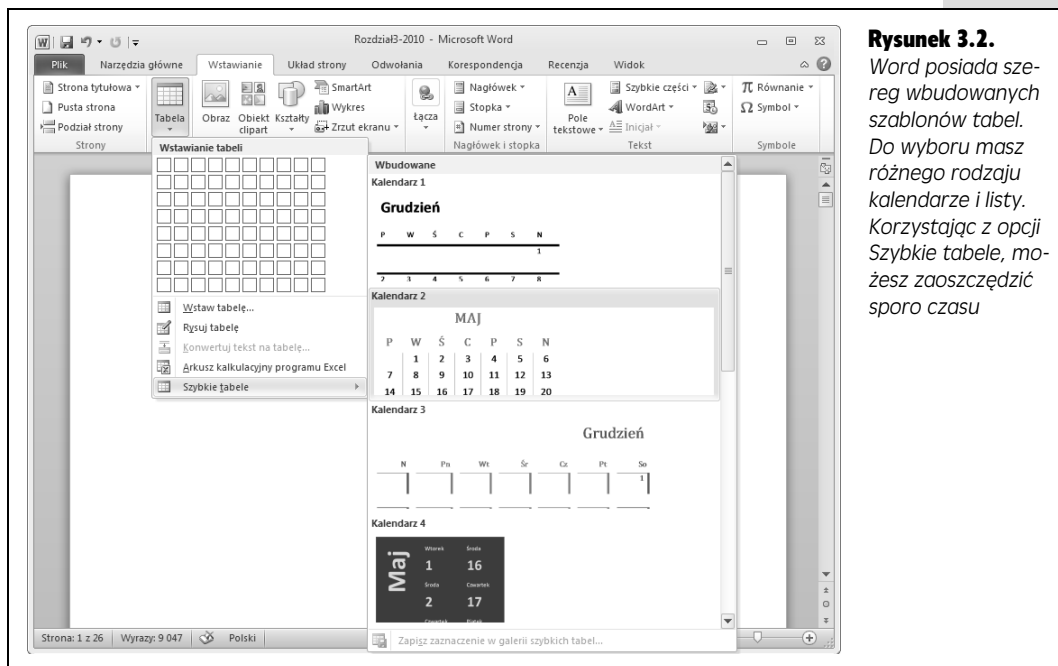 Rozdział3-2010 - Microsoft Word
Plik Narzędzia główne Wstawianie Układ strony Odwołania Korespondencja Recenzja Widok
Strona tytułowa
Pusta strona
Podział strony
Strony
Tabela
Obraz
Obiekt clipart
Kształty
SmartArt
Wykres
Zrzut ekranu
Łącza
Nagłówek
Stopka
Numer strony
Nagłówek i stopka
Pole tekstowe
Szybkie części
WordArt
Inicjał
Tekst
Równanie
Symbol
Symbole
Wstawianie tabeli
Wstaw tabelę...
Rysuj tabelę
Konwertuj tekst na tabelę...
Arkusz kalkulacyjny programu Excel
Szybkie tabele
Wbudowane
Kalendarz 1
Grudzień
P W Ś C P S N
1
2 3 4 5 6 7 8
Kalendarz 2
MAJ
P W Ś C P S N
1 2 3 4 5 6
7 8 9 10 11 12 13
14 15 16 17 18 19 20
Kalendarz 3
Grudzień
N Pn Wt Śr Cz Pt So
1
Kalendarz 4
Maj
Wtorek Środa
1 16
Środa Czwartek
2 17
Czwartek Piątek
Zapisz zaznaczenie w galerii szybkich tabel...
Strona: 1 z 26 Wyrazy: 9 047 Polski
Rysunek 3.2.
Word posiada sze-
reg wbudowanych
szablonów tabel.
Do wyboru masz
różnego rodzaju
kalendarze i listy.
Korzystając z opcji
Szybkie tabele, mo-
żesz zaoszczędzić
sporo czasu